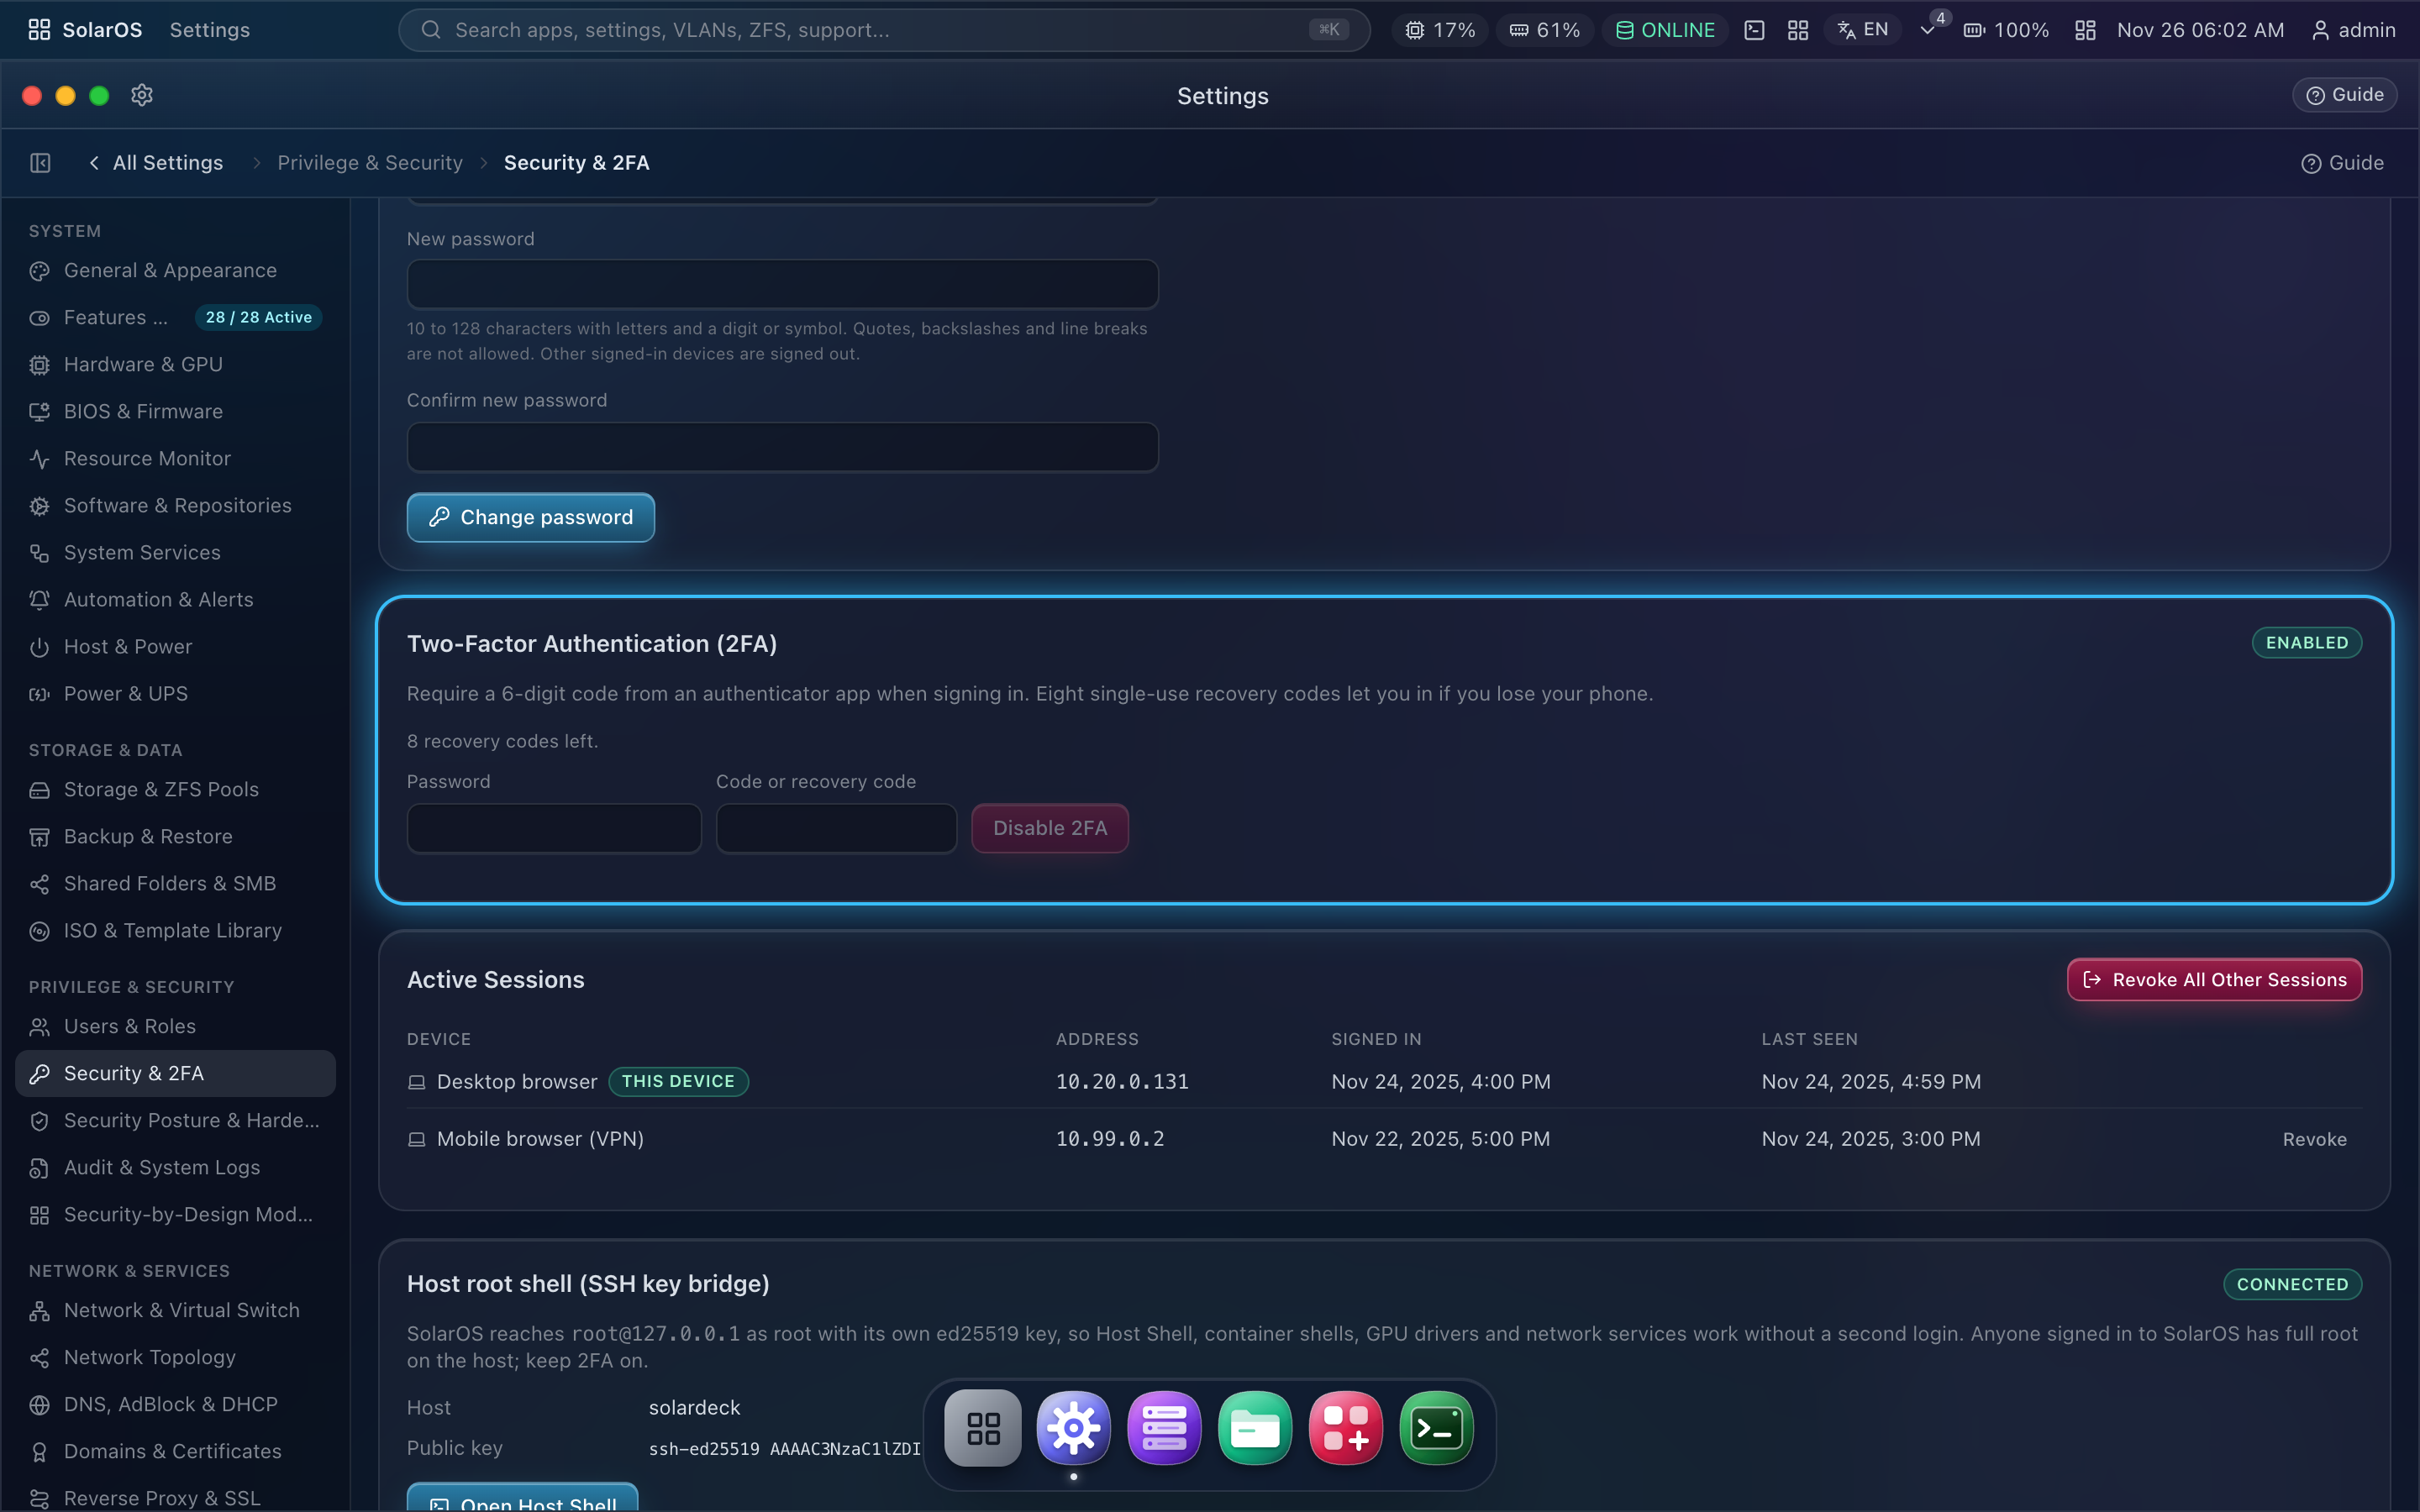 SolarOS
Settings
Search apps, settings, VLANs, ZFS, support...
⌘K
17%
61%
ONLINE
EN
4
100%
Nov 26 06:02 AM
admin
Settings
Guide
All Settings
Privilege & Security
Security & 2FA
Guide
SYSTEM
General & Appearance
Features ...
28 / 28 Active
Hardware & GPU
BIOS & Firmware
Resource Monitor
Software & Repositories
System Services
Automation & Alerts
Host & Power
Power & UPS
STORAGE & DATA
Storage & ZFS Pools
Backup & Restore
Shared Folders & SMB
ISO & Template Library
PRIVILEGE & SECURITY
Users & Roles
Security & 2FA
Security Posture & Harde...
Audit & System Logs
Security-by-Design Mod...
NETWORK & SERVICES
Network & Virtual Switch
Network Topology
DNS, AdBlock & DHCP
Domains & Certificates
Reverse Proxy & SSL
New password
10 to 128 characters with letters and a digit or symbol. Quotes, backslashes and line breaks
are not allowed. Other signed-in devices are signed out.
Confirm new password
Change password
Two-Factor Authentication (2FA)
ENABLED
Require a 6-digit code from an authenticator app when signing in. Eight single-use recovery codes let you in if you lose your phone.
8 recovery codes left.
Password
Code or recovery code
Disable 2FA
Active Sessions
Revoke All Other Sessions
DEVICE ADDRESS SIGNED IN LAST SEEN
Desktop browser THIS DEVICE 10.20.0.131 Nov 24, 2025, 4:00 PM Nov 24, 2025, 4:59 PM
Mobile browser (VPN) 10.99.0.2 Nov 22, 2025, 5:00 PM Nov 24, 2025, 3:00 PM Revoke
Host root shell (SSH key bridge)
CONNECTED
SolarOS reaches root@127.0.0.1 as root with its own ed25519 key, so Host Shell, container shells, GPU drivers and network services work without a second login. Anyone signed in to SolarOS has full root
on the host; keep 2FA on.
Host solardeck
Public key ssh-ed25519 AAAAC3NzaC1lZDI
Open Host Shell